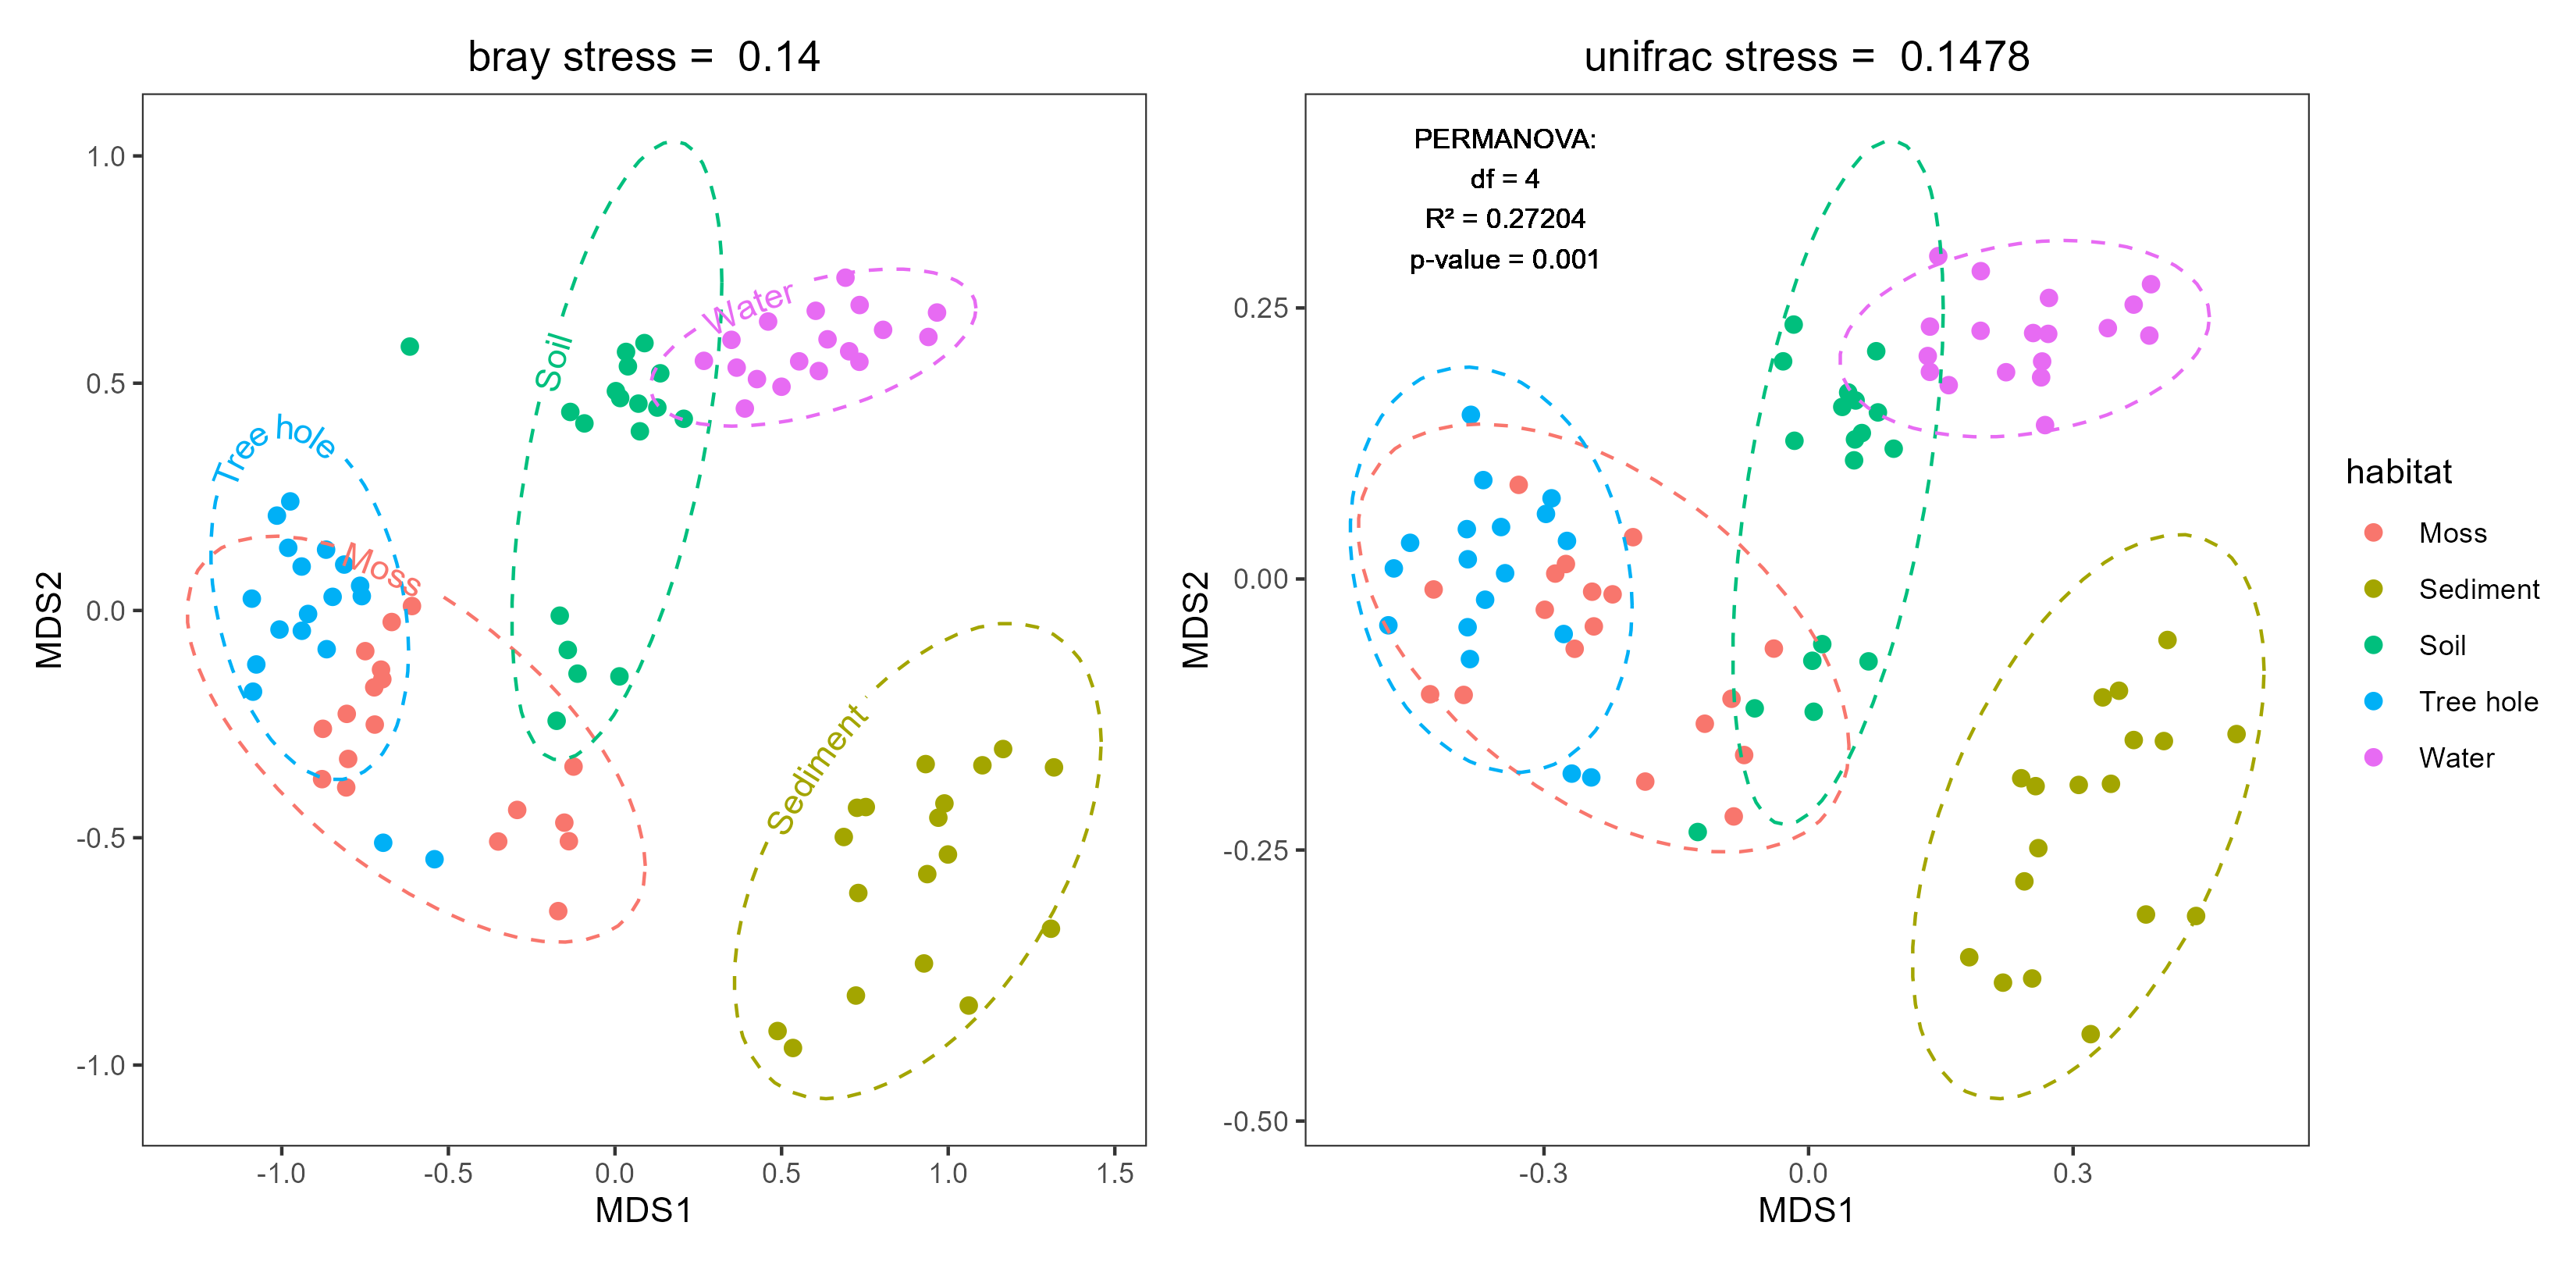 bray stress = 0.14
1.0
0.5
0.0
-0.5
-1.0
MDS2
Soil
Water
Tree hole
Moss
Sediment
-1.0 -0.5 0.0 0.5 1.0 1.5
MDS1
unifrac stress = 0.1478
PERMANOVA:
df = 4
R² = 0.27204
p-value = 0.001
0.25
0.00
-0.25
-0.50
MDS2
-0.3 0.0 0.3
MDS1
habitat
Moss
Sediment
Soil
Tree hole
Water